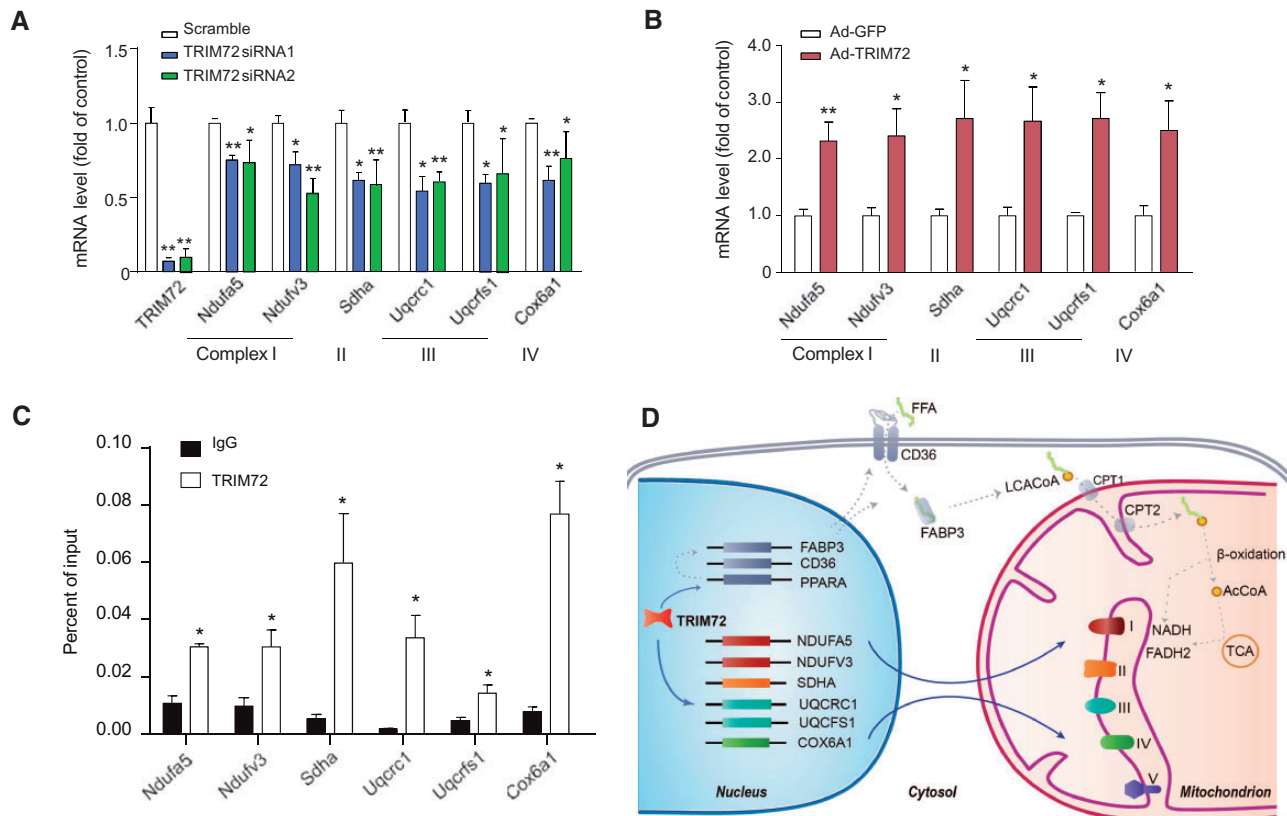 A
Scramble
TRIM72 siRNA1
TRIM72 siRNA2
mRNA level (fold of control)
1.5
1.0
0.5
0
** **
** *
* **
* **
* **
* *
** *
TRIM72
Ndufa5
Ndufv3
Sdha
Uqcrc1
Uqcrfs1
Cox6a1
Complex I
II
III
IV
B
Ad-GFP
Ad-TRIM72
mRNA level (fold of control)
4.0
3.0
2.0
1.0
0
**
*
*
*
*
*
Ndufa5
Ndufv3
Sdha
Uqcrc1
Uqcrfs1
Cox6a1
Complex I
II
III
IV
C
IgG
TRIM72
Percent of input
0.10
0.08
0.06
0.04
0.02
0.00
*
*
*
*
*
*
Ndufa5
Ndufv3
Sdha
Uqcrc1
Uqcrfs1
Cox6a1
D
FFA
CD36
FABP3
LCACoA
CPT1
CPT2
β-oxidation
AcCoA
NADH
FADH2
TCA
FABP3
CD36
PPARA
TRIM72
NDUFA5
NDUFV3
SDHA
UQCRC1
UQCFS1
COX6A1
I
II
III
IV
V
Nucleus
Cytosol
Mitochondrion